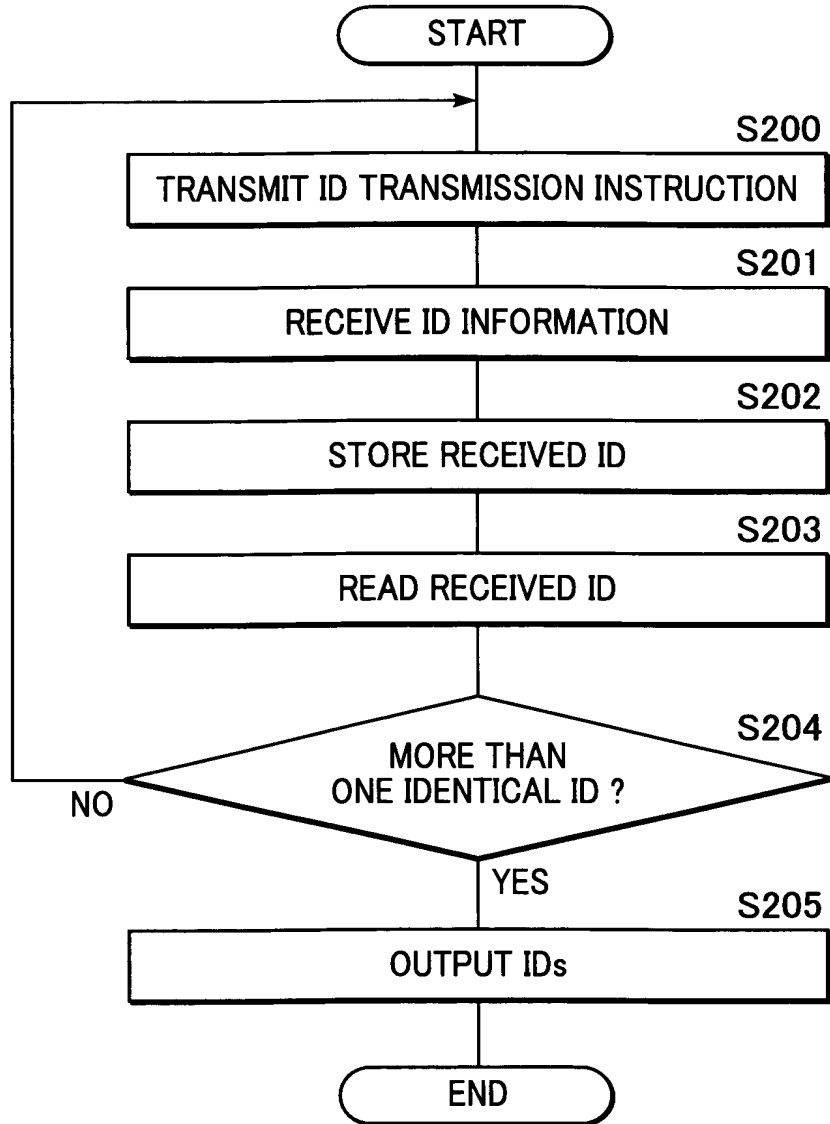 START
S200
TRANSMIT ID TRANSMISSION INSTRUCTION
S201
RECEIVE ID INFORMATION
S202
STORE RECEIVED ID
S203
READ RECEIVED ID
S204
MORE THAN
ONE IDENTICAL ID ?
NO
YES
S205
OUTPUT IDs
END